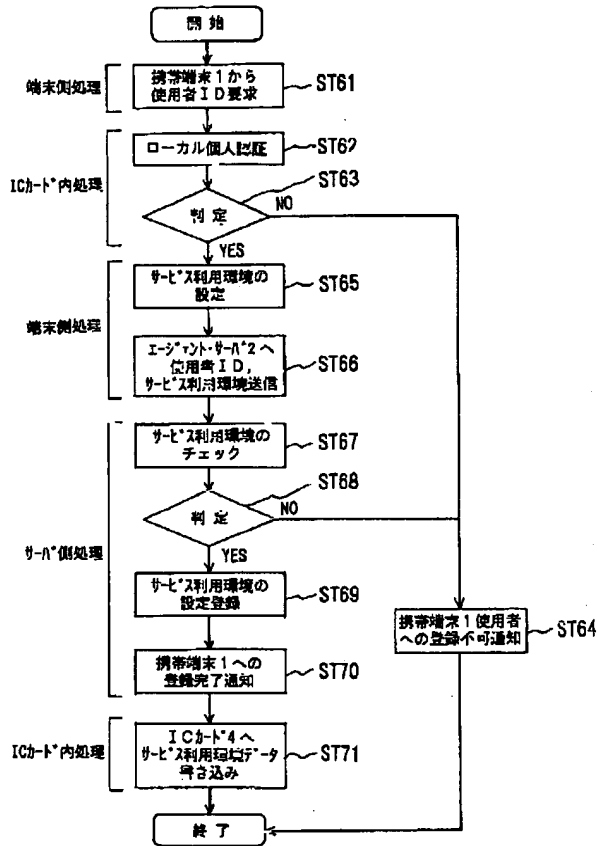 開始
端末側処理
携帯端末1から
使用者ID要求
ST61
ICカード内処理
ローカル個人認証
ST62
ST63
判定
NO
YES
端末側処理
サービス利用環境の
設定
ST65
エージェント・サーバ2へ
使用者ID,
サービス利用環境送信
ST66
サーバ側処理
サービス利用環境の
チェック
ST67
ST68
判定
NO
YES
サービス利用環境の
設定登録
ST69
携帯端末1使用者
への登録不可通知
ST64
携帯端末1への
登録完了通知
ST70
ICカード内処理
ICカード4へ
サービス利用環境データ
書き込み
ST71
終了